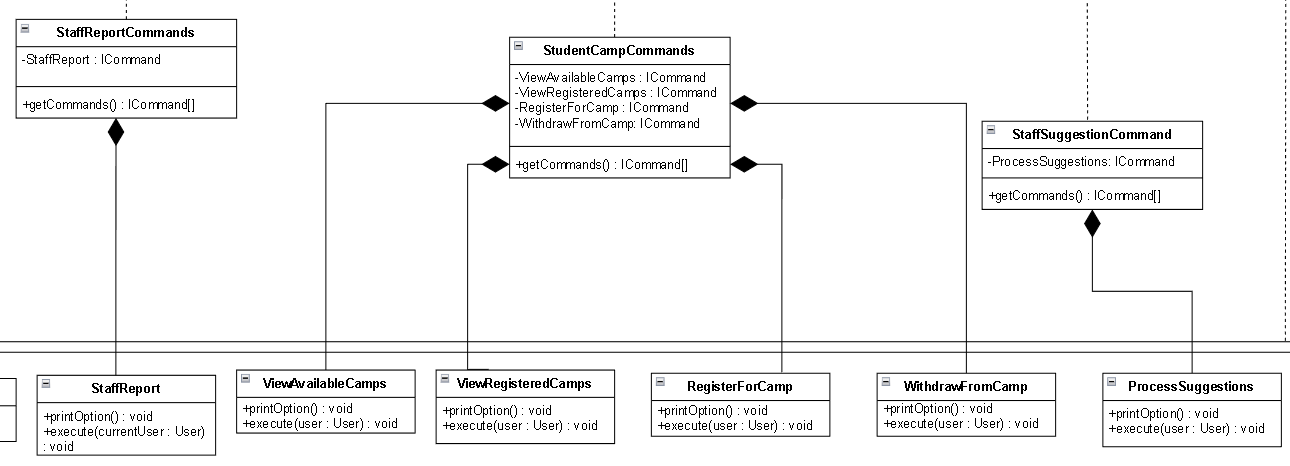 StaffReportCommands
-StaffReport : ICommand
+getCommands() : ICommand[]
StudentCampCommands
-ViewAvailableCamps : ICommand
-ViewRegisteredCamps : ICommand
-RegisterForCamp : ICommand
-WithdrawFromCamp: ICommand
+getCommands() : ICommand[]
StaffSuggestionCommand
-ProcessSuggestions: ICommand
+getCommands() : ICommand[]
StaffReport
+printOption() : void
+execute(currentUser : User)
: void
ViewAvailableCamps
+printOption() : void
+execute(user : User) : void
ViewRegisteredCamps
+printOption() : void
+execute(user : User) : void
RegisterForCamp
+printOption() : void
+execute(user : User) : void
WithdrawFromCamp
+printOption() : void
+execute(user : User) : void
ProcessSuggestions
+printOption() : void
+execute(user : User) : void